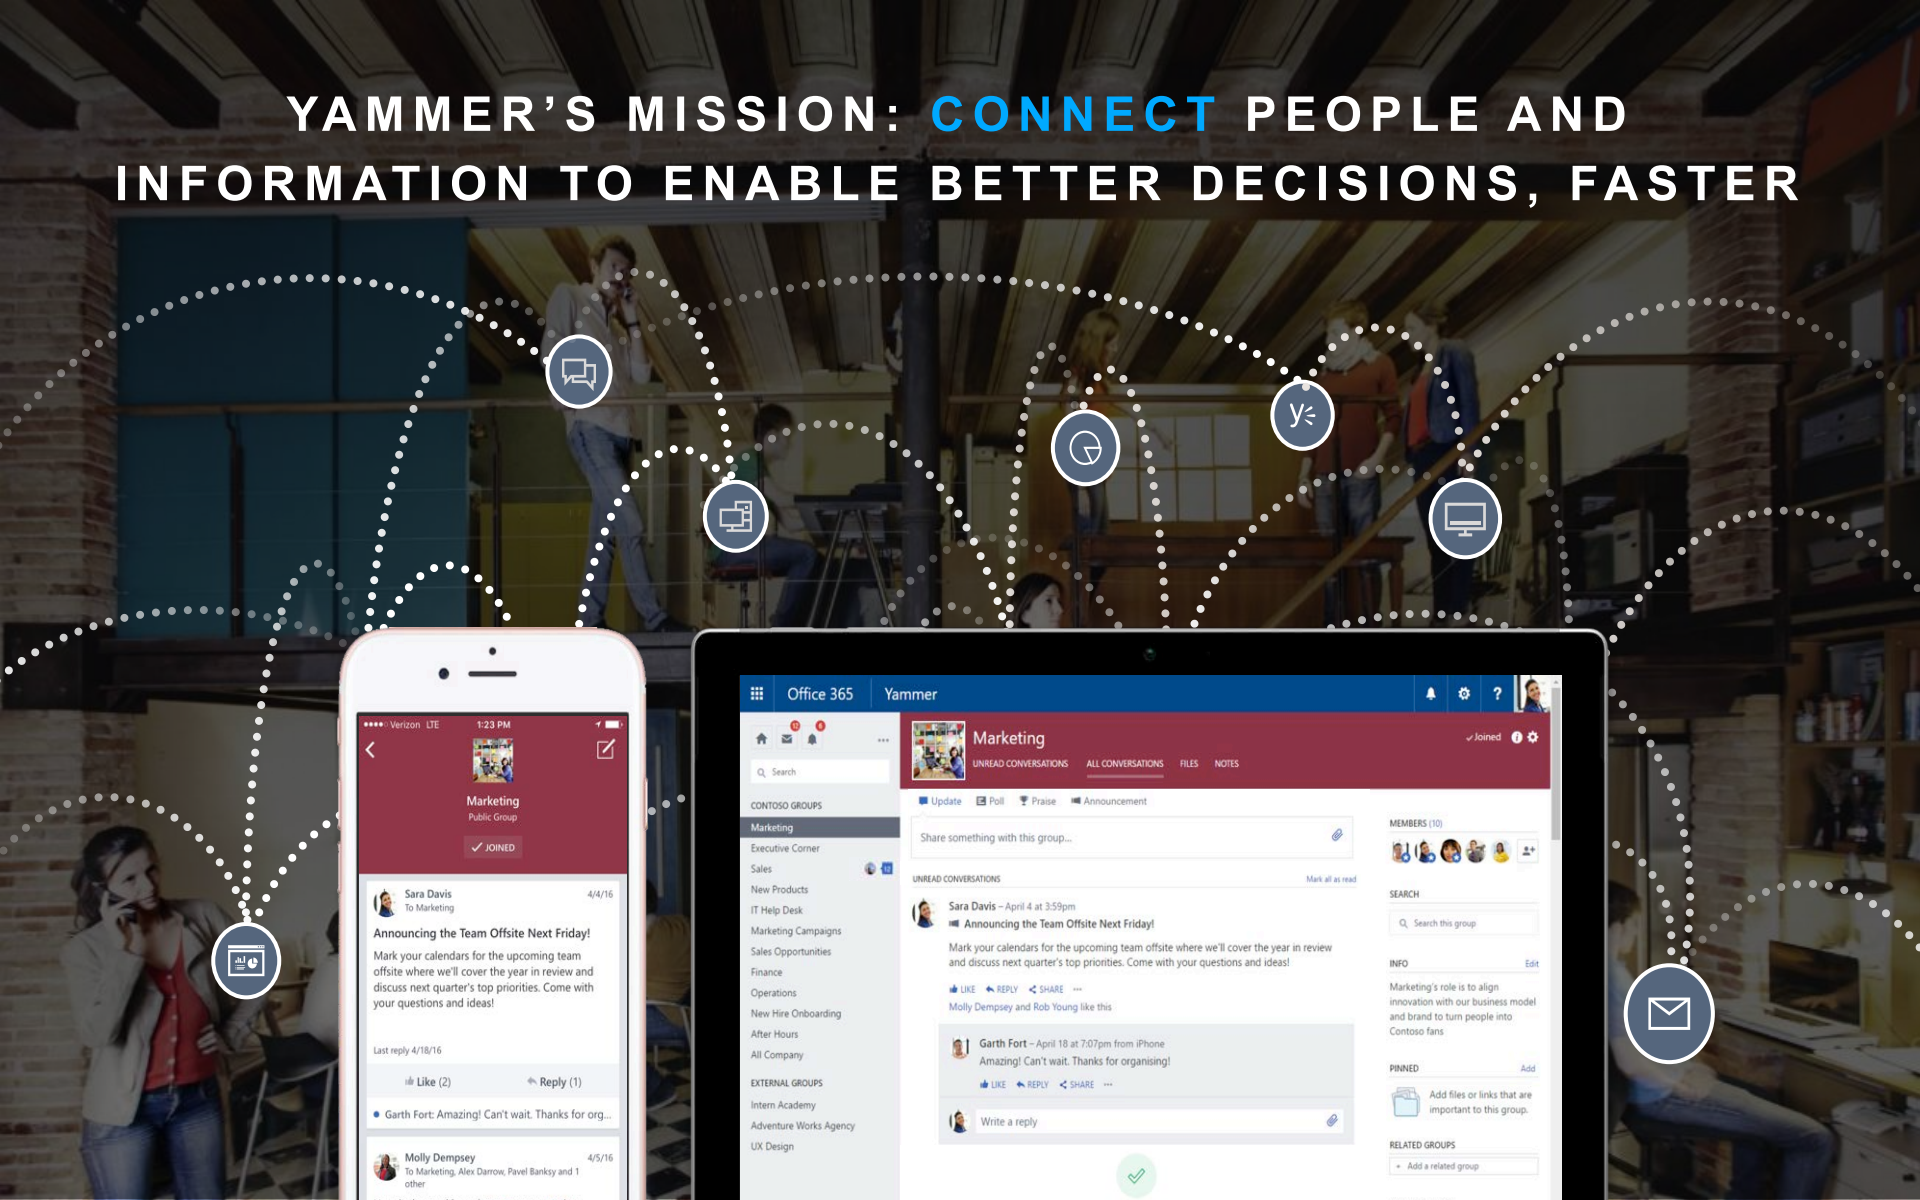 YAMMER'S MISSION: CONNECT PEOPLE AND
INFORMATION TO ENABLE BETTER DECISIONS, FASTER
Verizon LTE 1:23 PM
Marketing
Public Group
JOINED
Sara Davis 4/4/16
To Marketing
Announcing the Team Offsite Next Friday!
Mark your calendars for the upcoming team
offsite where we'll cover the year in review and
discuss next quarter's top priorities. Come with
your questions and ideas!
Last reply 4/18/16
Like (2) Reply (1)
Garth Fort: Amazing! Can't wait. Thanks for org...
Molly Dempsey 4/5/16
To Marketing, Alex Darrow, Pavel Banksy and 1
other
Office 365 Yammer ?
12 6
Search
CONTOSO GROUPS
Marketing
Executive Corner
Sales 12
New Products
IT Help Desk
Marketing Campaigns
Sales Opportunities
Finance
Operations
New Hire Onboarding
After Hours
All Company
EXTERNAL GROUPS
Intern Academy
Adventure Works Agency
UX Design
Marketing
Joined
UNREAD CONVERSATIONS ALL CONVERSATIONS FILES NOTES
Update Poll Praise Announcement
Share something with this group...
UNREAD CONVERSATIONS Mark all as read
Sara Davis – April 4 at 3:59pm
Announcing the Team Offsite Next Friday!
Mark your calendars for the upcoming team offsite where we'll cover the year in review
and discuss next quarter's top priorities. Come with your questions and ideas!
LIKE REPLY SHARE ...
Molly Dempsey and Rob Young like this
Garth Fort – April 18 at 7:07pm from iPhone
Amazing! Can't wait. Thanks for organising!
LIKE REPLY SHARE ...
Write a reply
MEMBERS (10)
SEARCH
Search this group
INFO Edit
Marketing's role is to align
innovation with our business model
and brand to turn people into
Contoso fans
PINNED Add
Add files or links that are
important to this group.
RELATED GROUPS
+ Add a related group